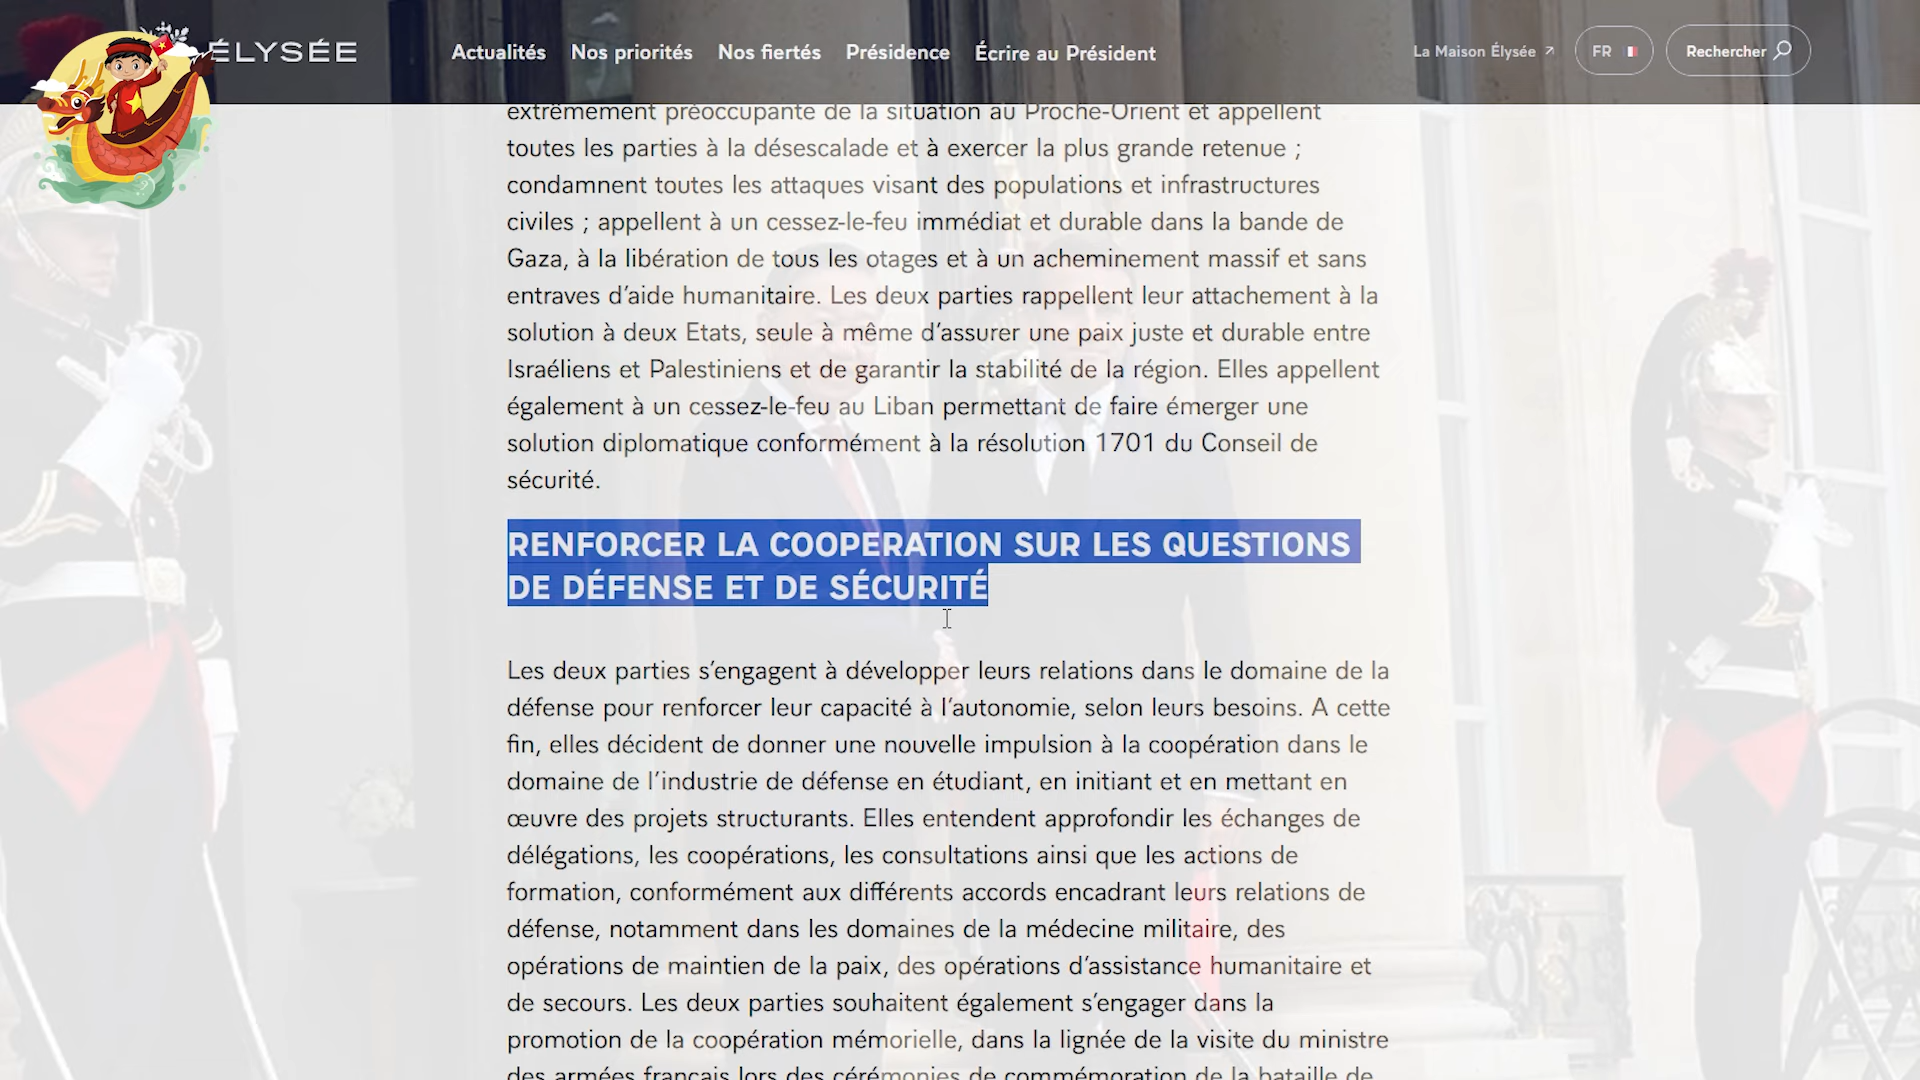 ÉLYSÉE
Actualités Nos priorités Nos fiertés Présidence Écrire au Président La Maison Élysée FR Rechercher
extrêmement préoccupante de la situation au Proche-Orient et appellent
toutes les parties à la désescalade et à exercer la plus grande retenue ;
condamnent toutes les attaques visant des populations et infrastructures
civiles ; appellent à un cessez-le-feu immédiat et durable dans la bande de
Gaza, à la libération de tous les otages et à un acheminement massif et sans
entraves d’aide humanitaire. Les deux parties rappellent leur attachement à la
solution à deux Etats, seule à même d’assurer une paix juste et durable entre
Israéliens et Palestiniens et de garantir la stabilité de la région. Elles appellent
également à un cessez-le-feu au Liban permettant de faire émerger une
solution diplomatique conformément à la résolution 1701 du Conseil de
sécurité.
RENFORCER LA COOPERATION SUR LES QUESTIONS
DE DÉFENSE ET DE SÉCURITÉ
Les deux parties s’engagent à développer leurs relations dans le domaine de la
défense pour renforcer leur capacité à l’autonomie, selon leurs besoins. A cette
fin, elles décident de donner une nouvelle impulsion à la coopération dans le
domaine de l’industrie de défense en étudiant, en initiant et en mettant en
œuvre des projets structurants. Elles entendent approfondir les échanges de
délégations, les coopérations, les consultations ainsi que les actions de
formation, conformément aux différents accords encadrant leurs relations de
défense, notamment dans les domaines de la médecine militaire, des
opérations de maintien de la paix, des opérations d’assistance humanitaire et
de secours. Les deux parties souhaitent également s’engager dans la
promotion de la coopération mémorielle, dans la lignée de la visite du ministre
des armées français lors des cérémonies de commémoration de la bataille de